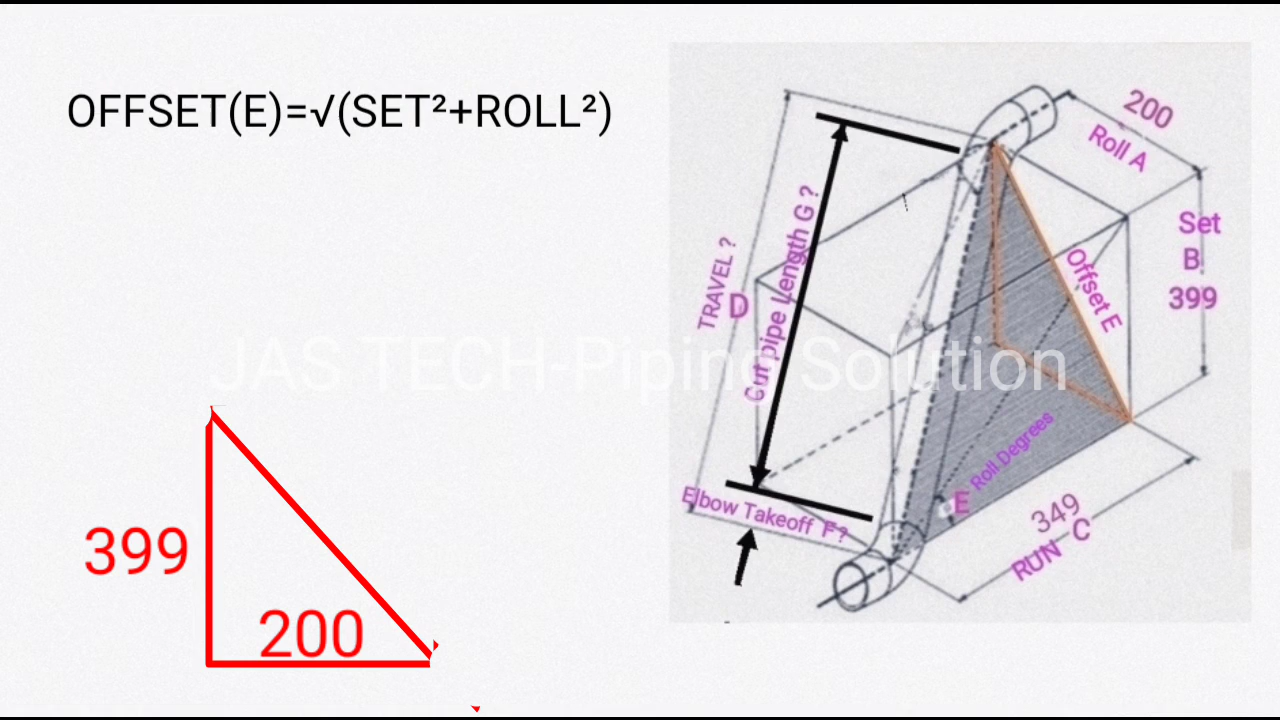 OFFSET(E)=√(SET²+ROLL²)
200
Roll A
Set
B
399
Offset E
TRAVEL ?
D
Cut pipe Length G ?
JAS TECH-Piping Solution
Roll Degrees
E
Elbow Takeoff F?
349
RUN C
399
200